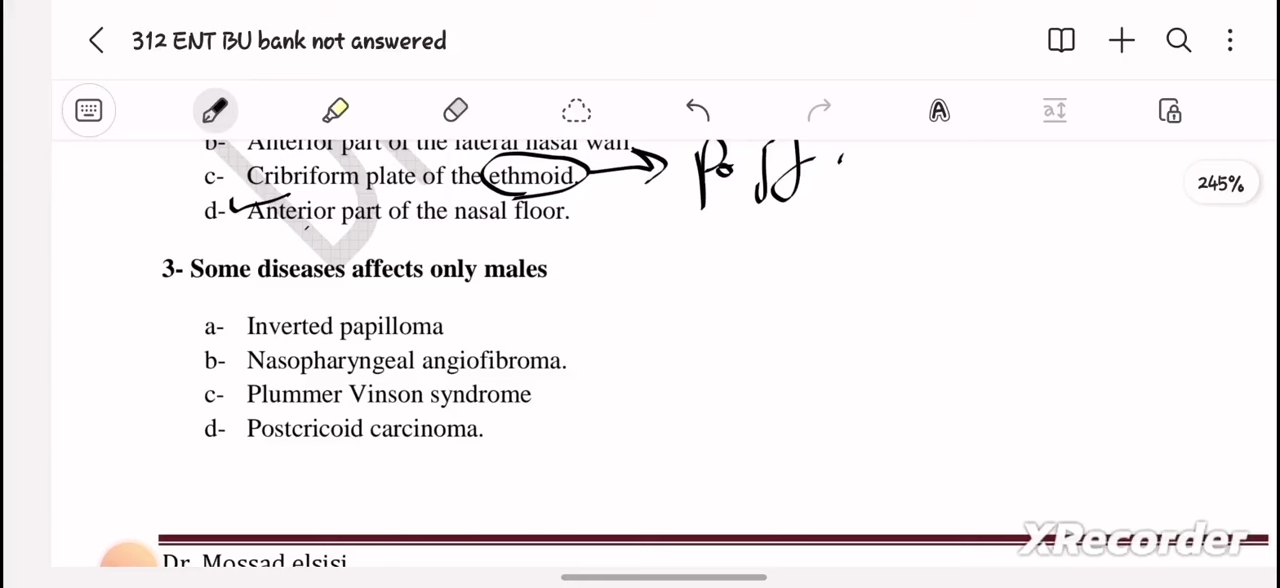 312 ENT BU bank not answered
b- Anterior part of the lateral nasal wall.
c- Cribriform plate of the ethmoid.
d- Anterior part of the nasal floor.
245%
3- Some diseases affects only males
a- Inverted papilloma
b- Nasopharyngeal angiofibroma.
c- Plummer Vinson syndrome
d- Postcricoid carcinoma.
XRecorder
Dr. Mossad elsisi